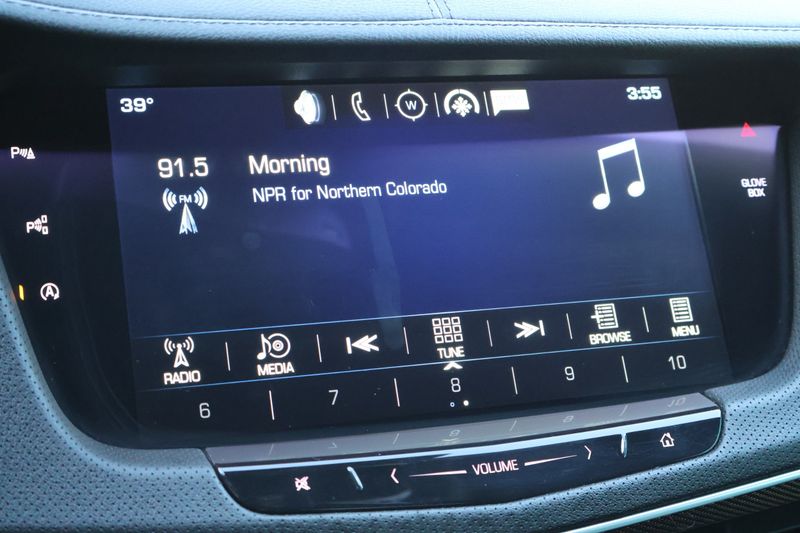 39°
W
3:55
P
91.5
FM
Morning
NPR for Northern Colorado
GLOVE
BOX
P
A
RADIO
MEDIA
TUNE
BROWSE
MENU
6 7 8 9 10
VOLUME